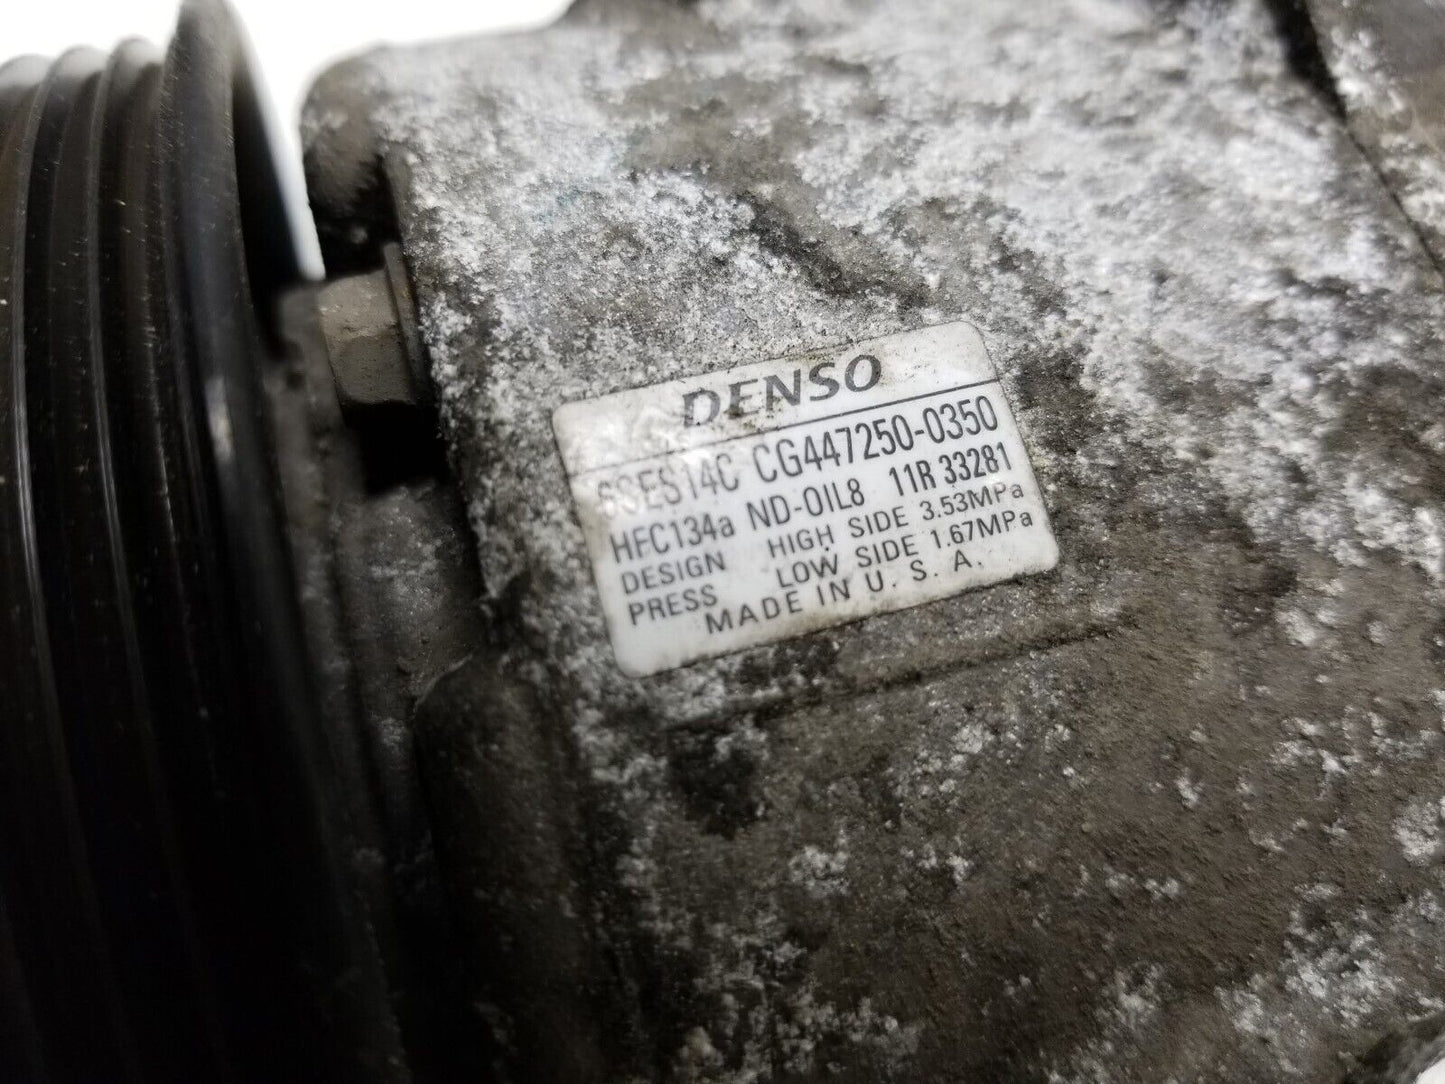 DENSO
6SES14C CG447250-0350
HFC134a ND-OIL8 11R 33281
DESIGN HIGH SIDE 3.53MPa
PRESS LOW SIDE 1.67MPa
MADE IN U. S. A.